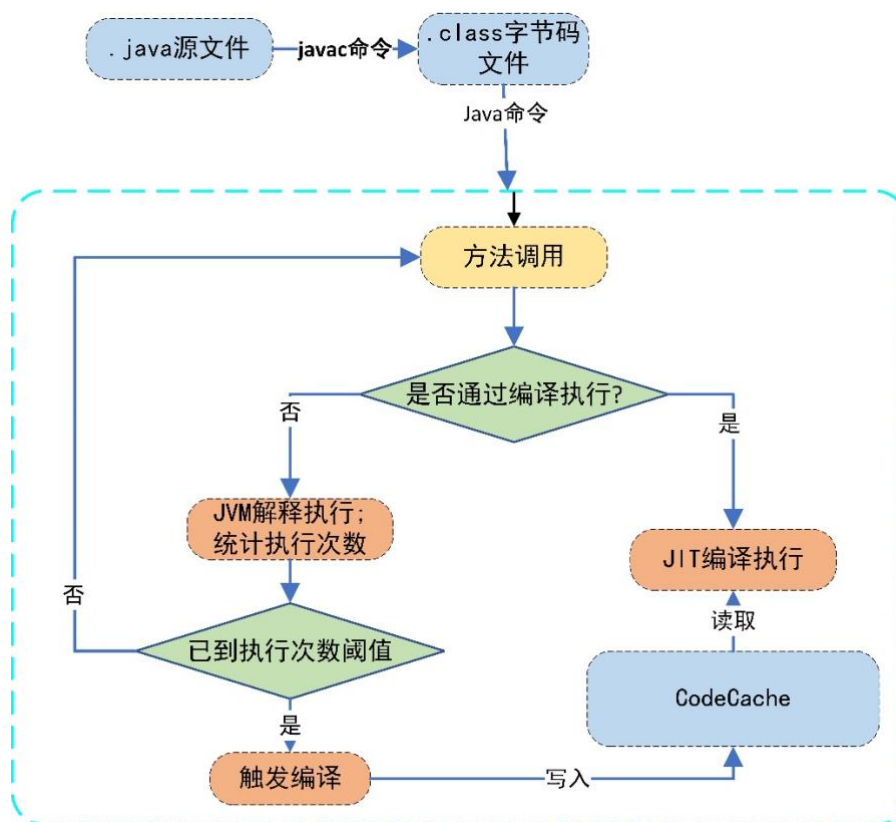 .java源文件
javac命令
.class字节码
文件
Java命令
方法调用
是否通过编译执行?
否
是
JVM解释执行;
统计执行次数
JIT编译执行
否
读取
已到执行次数阈值
CodeCache
是
触发编译
写入